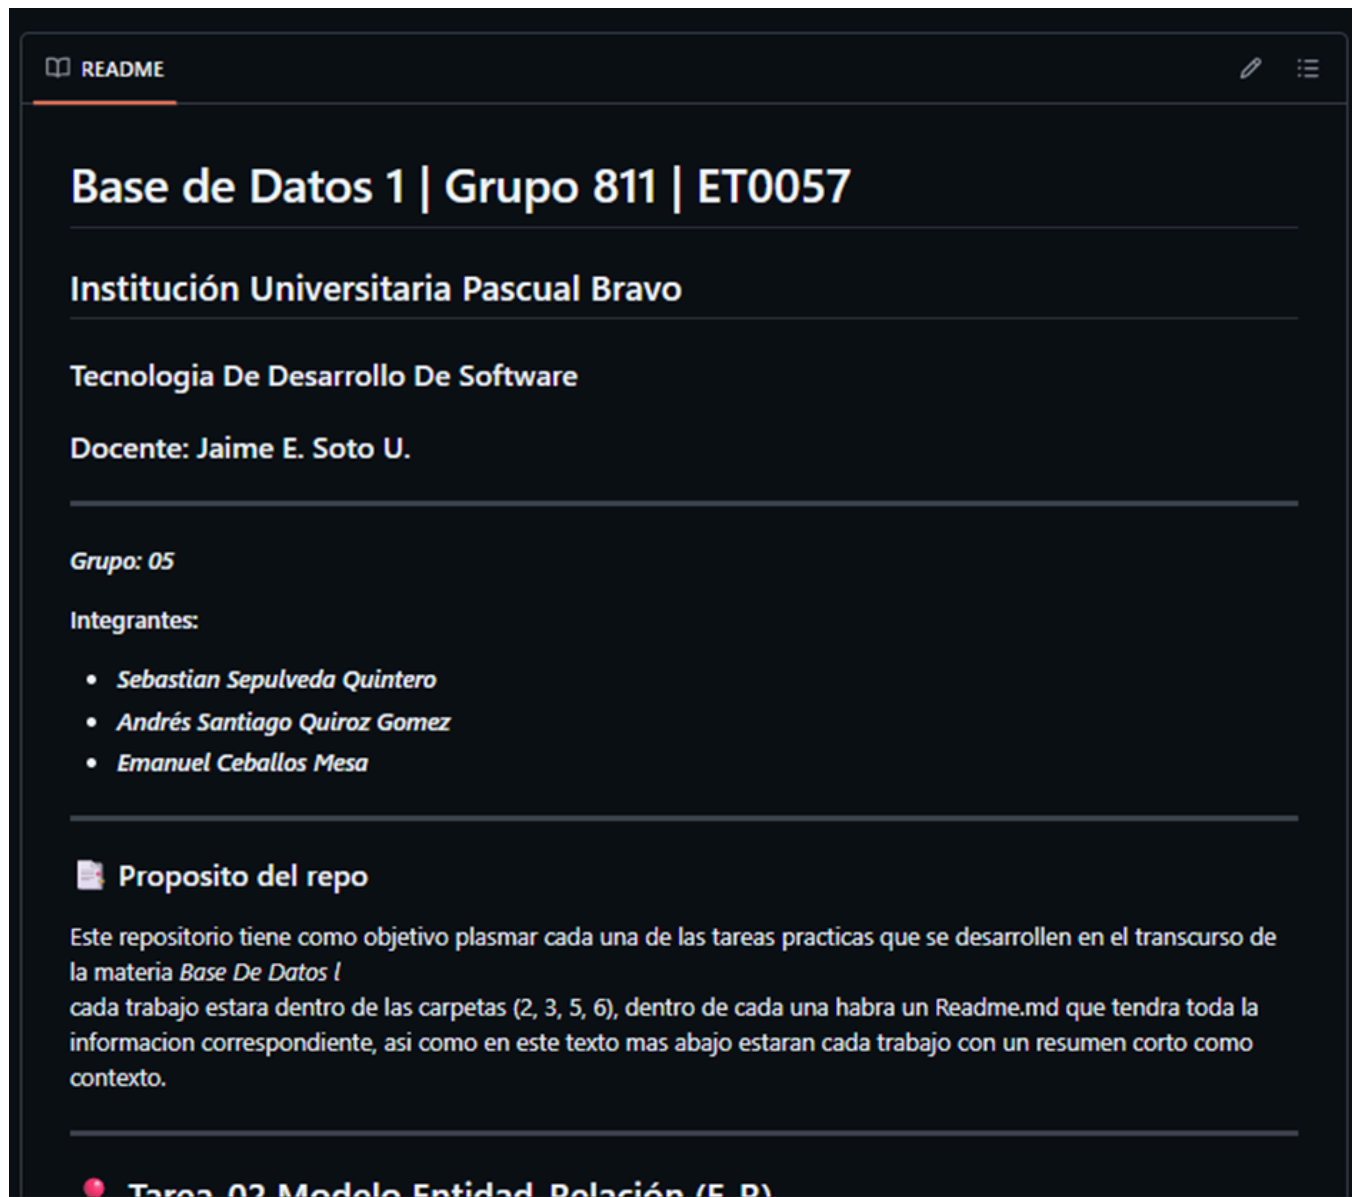 README
Base de Datos 1 | Grupo 811 | ET0057
Institución Universitaria Pascual Bravo
Tecnologia De Desarrollo De Software
Docente: Jaime E. Soto U.
Grupo: 05
Integrantes:
• Sebastian Sepulveda Quintero
• Andrés Santiago Quiroz Gomez
• Emanuel Ceballos Mesa
Proposito del repo
Este repositorio tiene como objetivo plasmar cada una de las tareas practicas que se desarrollen en el transcurso de
la materia Base De Datos l
cada trabajo estara dentro de las carpetas (2, 3, 5, 6), dentro de cada una habra un Readme.md que tendra toda la
informacion correspondiente, asi como en este texto mas abajo estaran cada trabajo con un resumen corto como
contexto.
Tarea_02 Modelo Entidad_Relación (E_R)